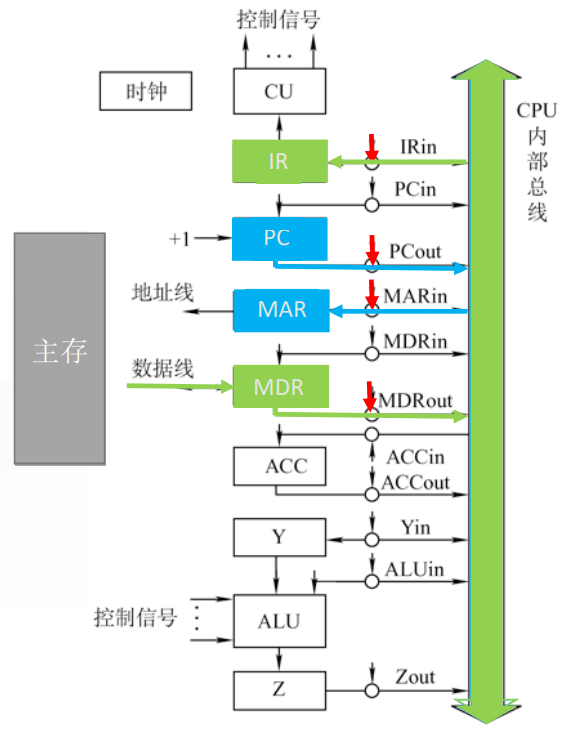 控制信号
…
时钟
CU
CPU
内
部
总
线
IR
IRin
PCin
+1
PC
PCout
地址线
MAR
MARin
MDRin
主存
数据线
MDR
MDRout
ACC
ACCin
ACCout
Y
Yin
ALUin
控制信号
ALU
Z
Zout